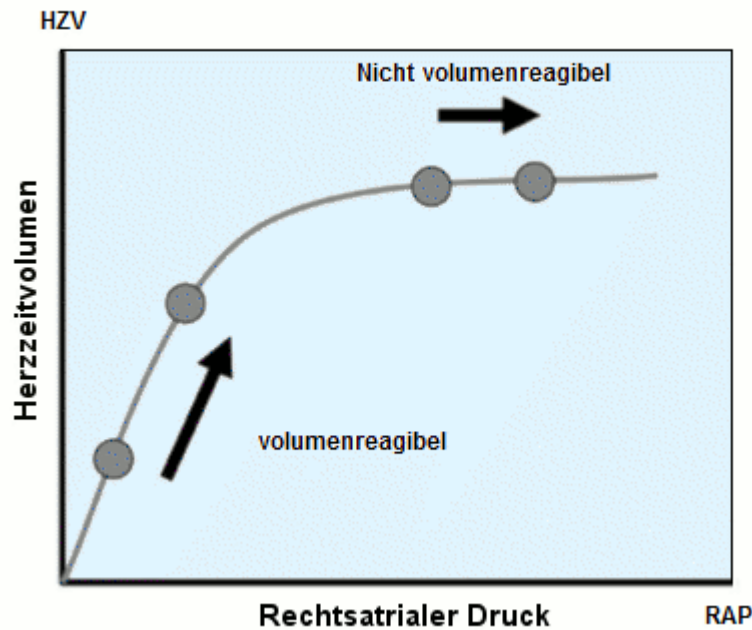 HZV
Nicht volumenreagibel
Herzzeitvolumen
volumenreagibel
Rechtsatrialer Druck
RAP